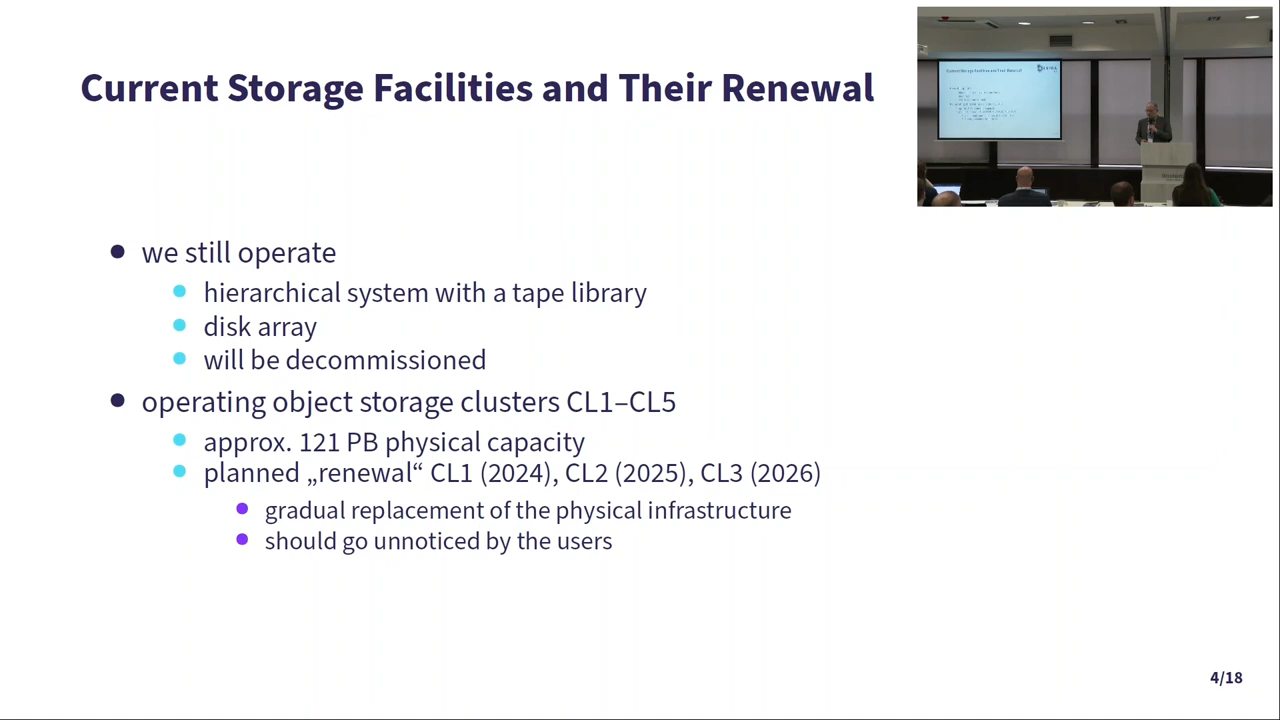 Current Storage Facilities and Their Renewal
we still operate
hierarchical system with a tape library
disk array
will be decommissioned
operating object storage clusters CL1–CL5
approx. 121 PB physical capacity
planned „renewal“ CL1 (2024), CL2 (2025), CL3 (2026)
gradual replacement of the physical infrastructure
should go unnoticed by the users
4/18